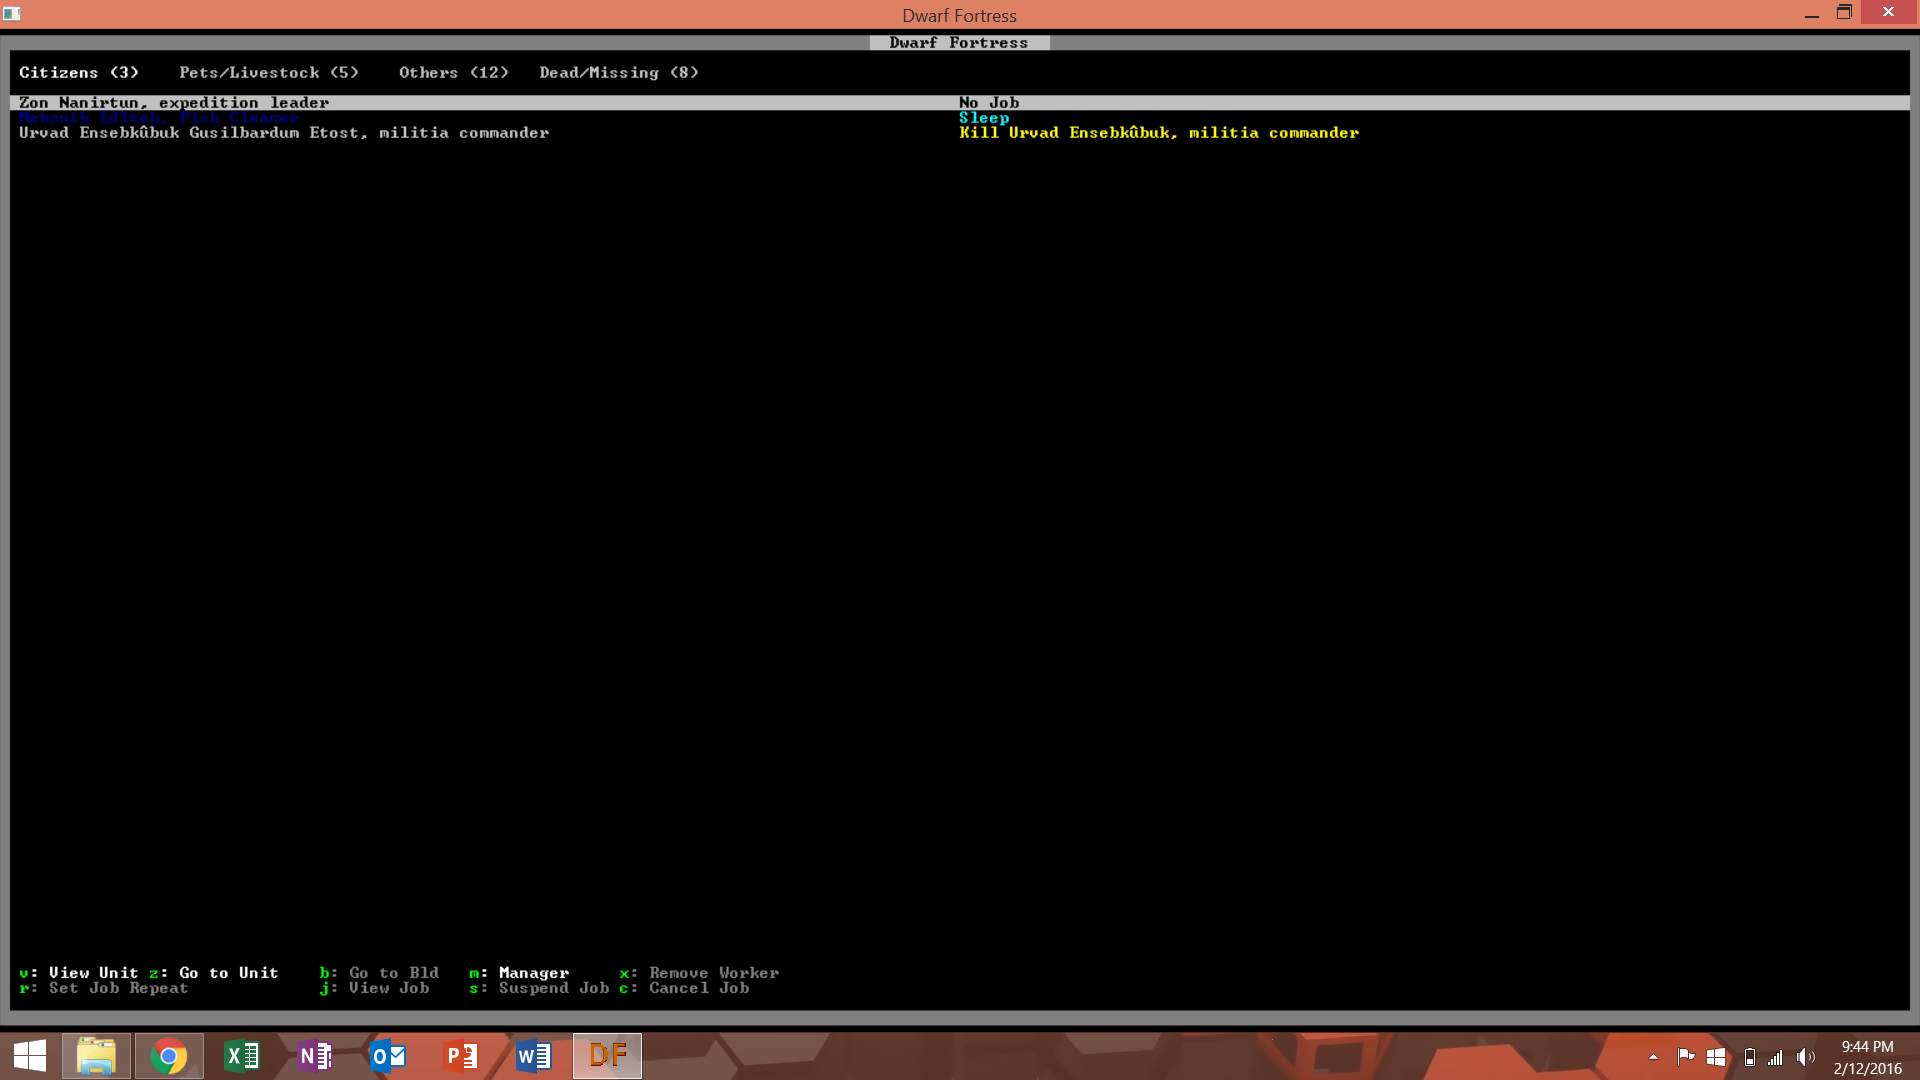 Dwarf Fortress
Dwarf Fortress
Citizens (3) Pets/Livestock (5) Others (12) Dead/Missing (8)
Zon Nanirtun, expedition leader No Job
Mebzuth Edîteb, Fish Cleaner Sleep
Urvad Ensebkûbuk Gusilbardum Etost, militia commander Kill Urvad Ensebkûbuk, militia commander
v: View Unit z: Go to Unit b: Go to Bld m: Manager x: Remove Worker
r: Set Job Repeat j: View Job s: Suspend Job c: Cancel Job
DF
9:44 PM
2/12/2016